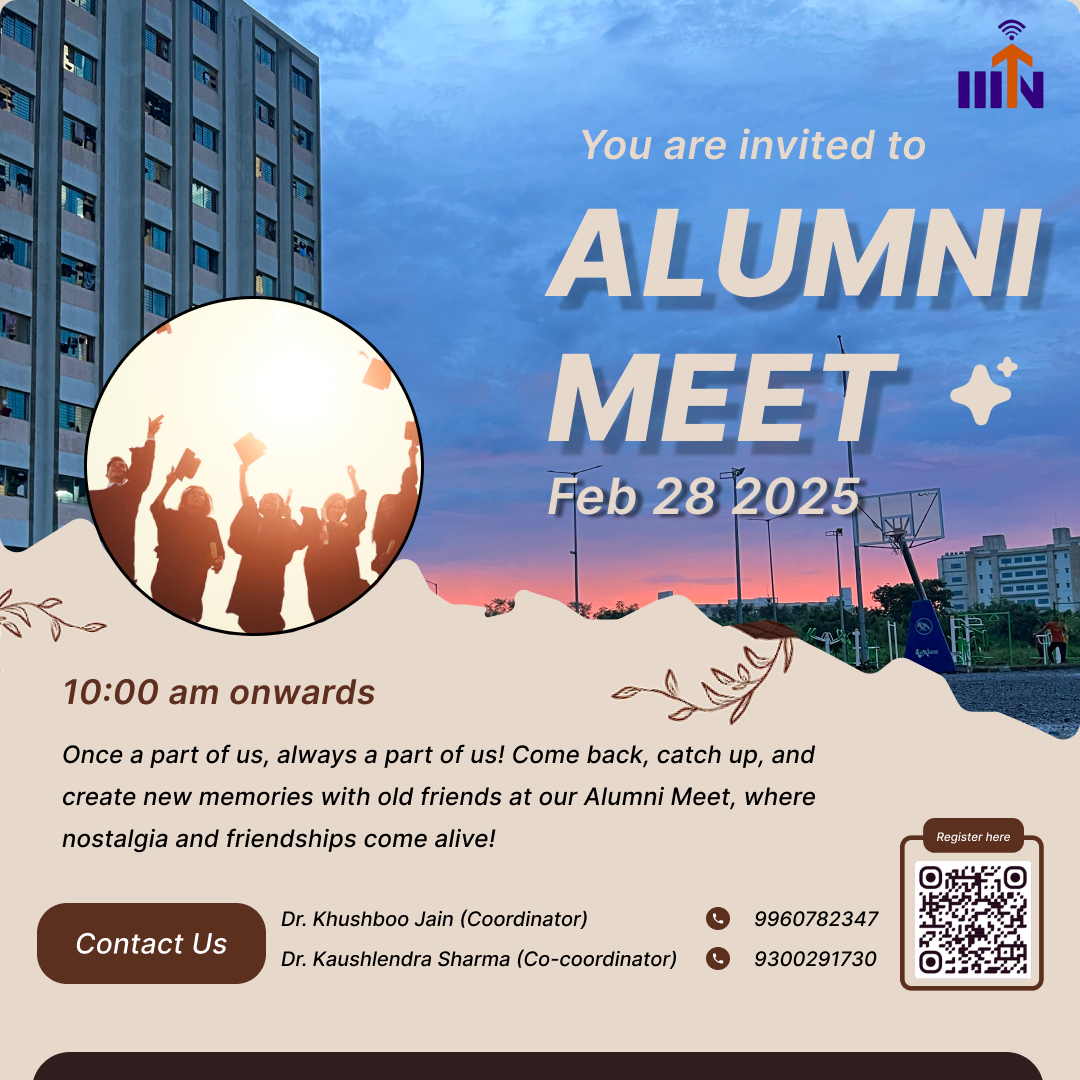 IIITN
You are invited to
ALUMNI
MEET
Feb 28 2025
10:00 am onwards
Once a part of us, always a part of us! Come back, catch up, and
create new memories with old friends at our Alumni Meet, where
nostalgia and friendships come alive!
Register here
Contact Us
Dr. Khushboo Jain (Coordinator)
9960782347
Dr. Kaushlendra Sharma (Co-coordinator)
9300291730